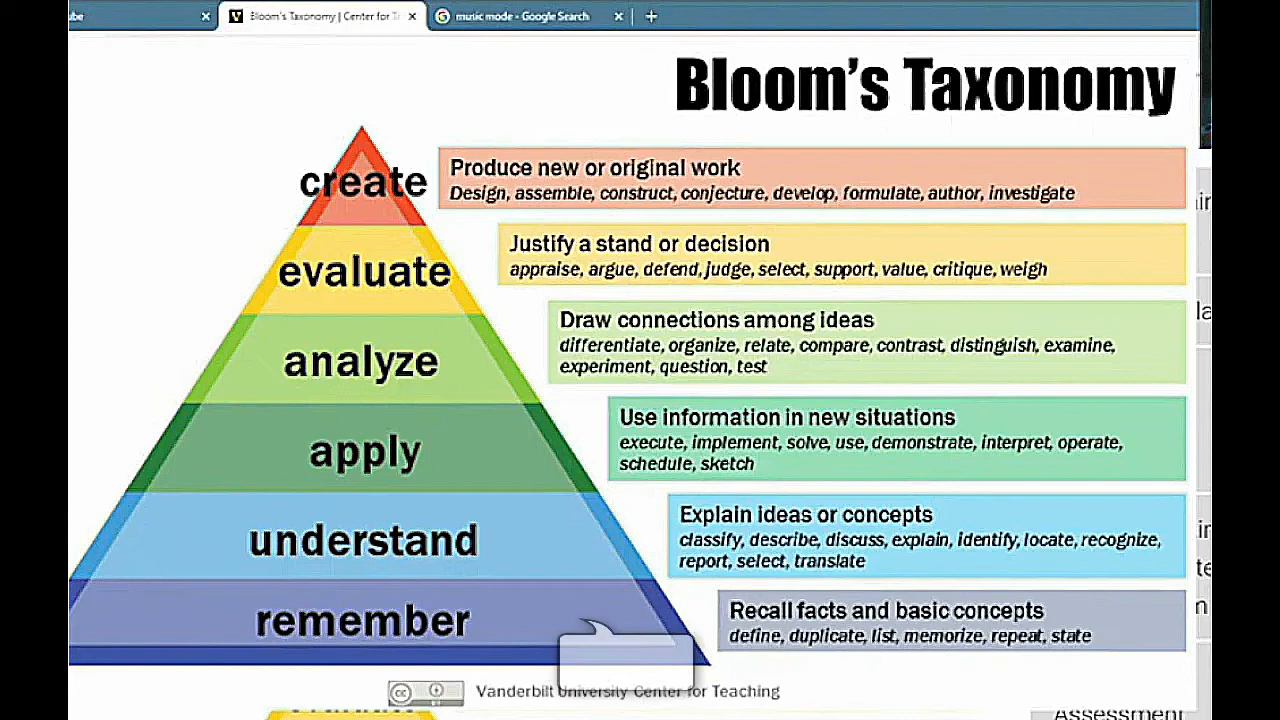 Bloom's Taxonomy | Center for T
music mode - Google Search
Bloom's Taxonomy
create
Produce new or original work
Design, assemble, construct, conjecture, develop, formulate, author, investigate
evaluate
Justify a stand or decision
appraise, argue, defend, judge, select, support, value, critique, weigh
analyze
Draw connections among ideas
differentiate, organize, relate, compare, contrast, distinguish, examine,
experiment, question, test
apply
Use information in new situations
execute, implement, solve, use, demonstrate, interpret, operate,
schedule, sketch
understand
Explain ideas or concepts
classify, describe, discuss, explain, identify, locate, recognize,
report, select, translate
remember
Recall facts and basic concepts
define, duplicate, list, memorize, repeat, state
cc
Vanderbilt University Center for Teaching
Assessment